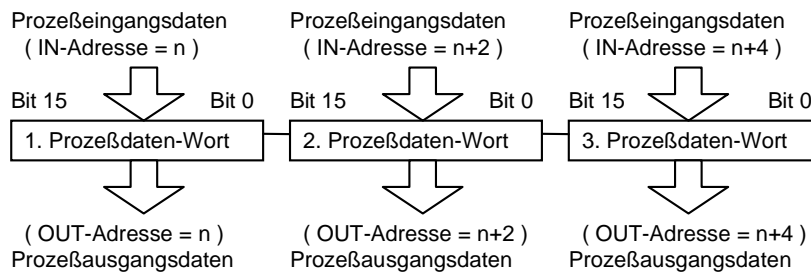 Prozeßeingangsdaten Prozeßeingangsdaten Prozeßeingangsdaten
( IN-Adresse = n ) ( IN-Adresse = n+2 ) ( IN-Adresse = n+4 )
Bit 15 Bit 0 Bit 15 Bit 0 Bit 15 Bit 0
1. Prozeßdaten-Wort 2. Prozeßdaten-Wort 3. Prozeßdaten-Wort
( OUT-Adresse = n ) ( OUT-Adresse = n+2 ) ( OUT-Adresse = n+4 )
Prozeßausgangsdaten Prozeßausgangsdaten Prozeßausgangsdaten